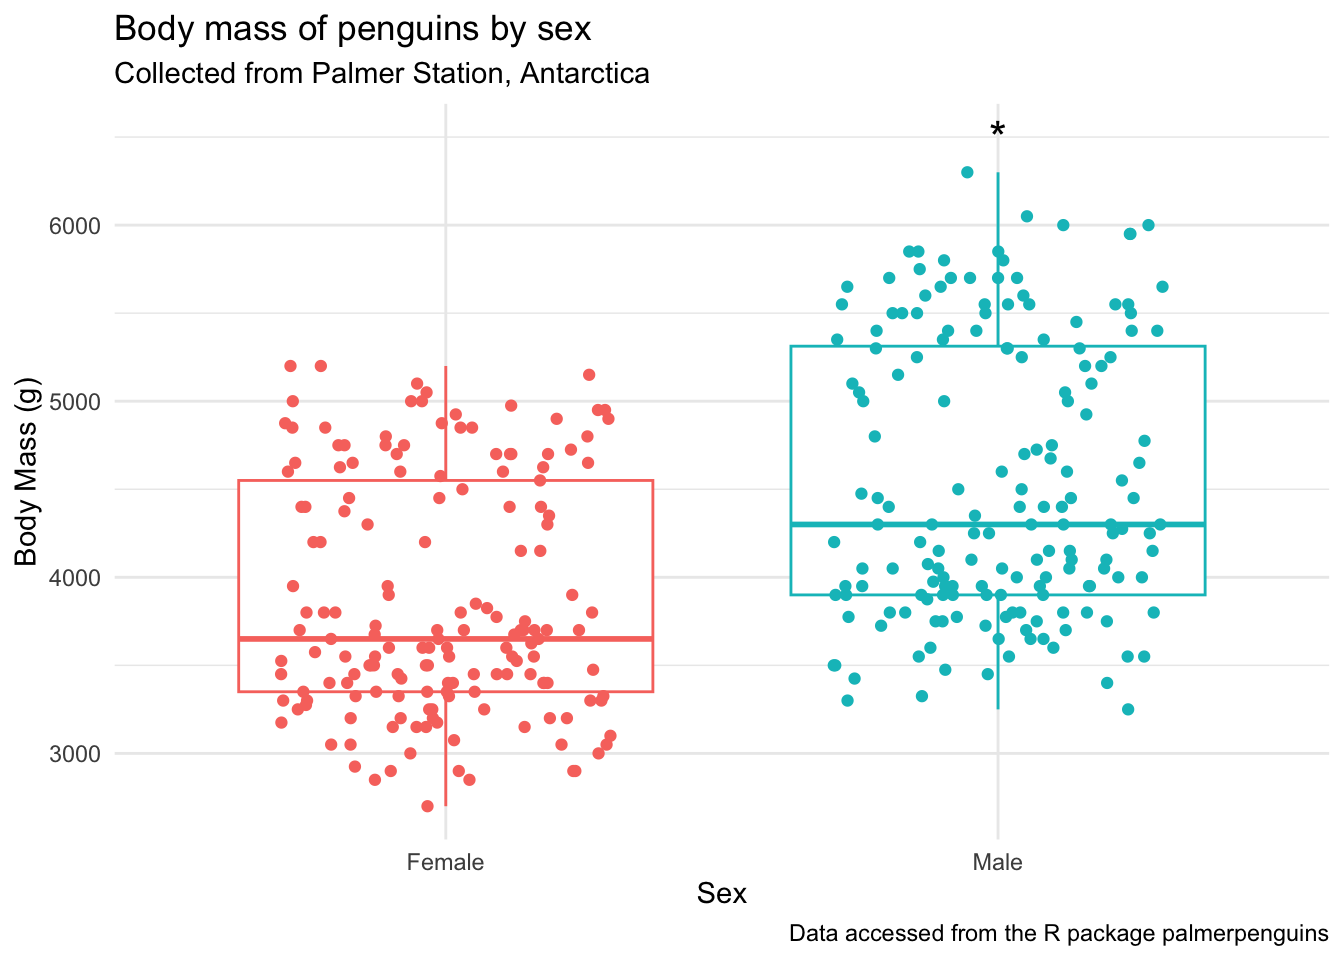 Body mass of penguins by sex
Collected from Palmer Station, Antarctica
*
6000
5000
4000
3000
Body Mass (g)
Female Male
Sex
Data accessed from the R package palmerpenguins